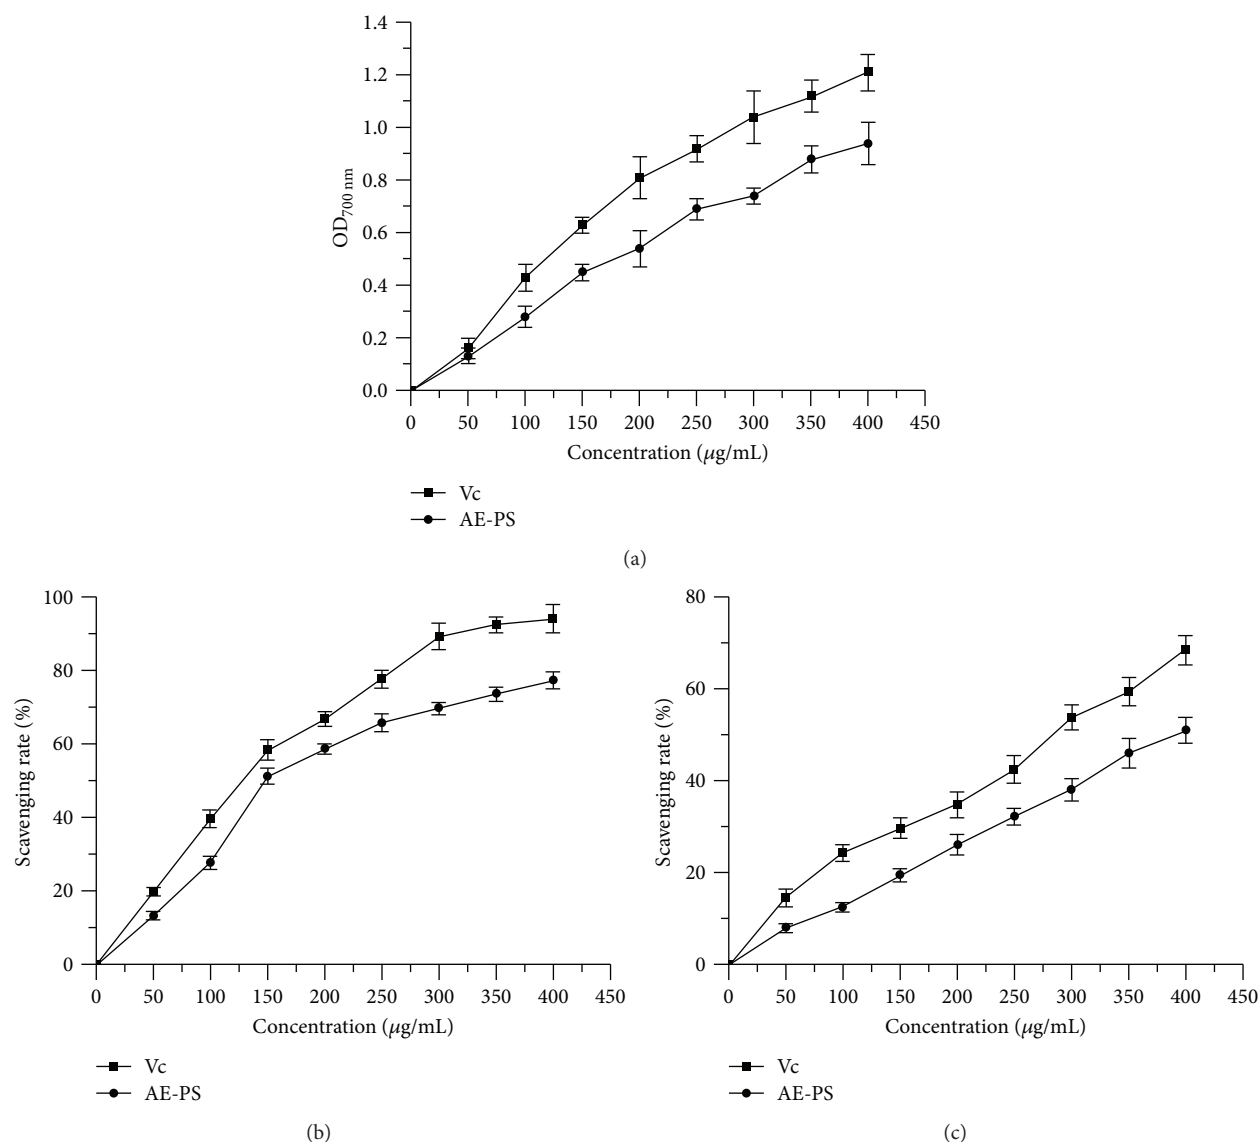 1.4
1.2
1.0
0.8
0.6
0.4
0.2
0.0
OD700 nm
0 50 100 150 200 250 300 350 400 450
Concentration (μg/mL)
Vc
AE-PS
(a)
100
80
60
40
20
0
Scavenging rate (%)
0 50 100 150 200 250 300 350 400 450
Concentration (μg/mL)
Vc
AE-PS
(b)
80
60
40
20
0
Scavenging rate (%)
0 50 100 150 200 250 300 350 400 450
Concentration (μg/mL)
Vc
AE-PS
(c)